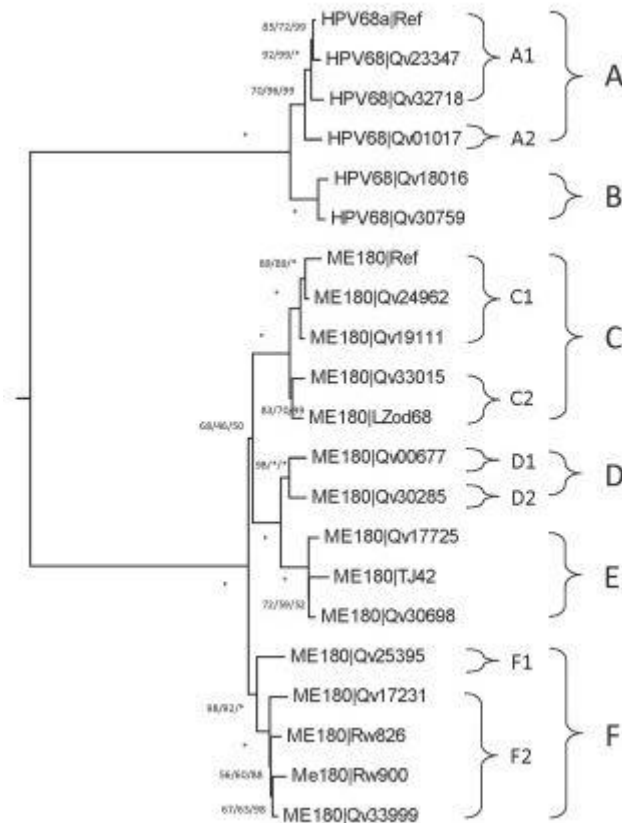 HPV68a|Ref
85/72/99
HPV68|Qv23347
A1
92/99/*
A
70/96/99
HPV68|Qv32718
*
HPV68|Qv01017
A2
HPV68|Qv18016
B
*
HPV68|Qv30759
ME180|Ref
*
ME180|Qv24962
C1
*
ME180|Qv19111
C
ME180|Qv33015
C2
83/70/99
ME180|LZod68
68/46/50
ME180|Qv00677
D1
98/*/*
D
ME180|Qv30285
D2
ME180|Qv17725
*
*
ME180|TJ42
E
*
72/59/52
ME180|Qv30698
ME180|Qv25395
F1
98/92/*
ME180|Qv17231
*
ME180|Rw826
F
F2
56/60/88
Me180|Rw900
67/63/98
ME180|Qv33999